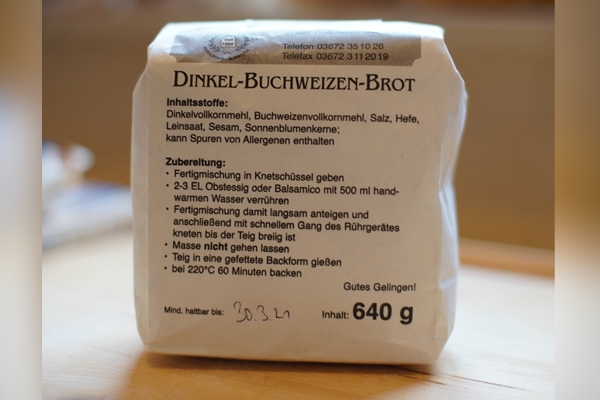 Telefon 03672 35 10 26
Telefax 03672 31 120 19
DINKEL-BUCHWEIZEN-BROT
Inhaltsstoffe:
Dinkelvollkornmehl, Buchweizenvollkornmehl, Salz, Hefe,
Leinsaat, Sesam, Sonnenblumenkerne;
kann Spuren von Allergenen enthalten
Zubereitung:
• Fertigmischung in Knetschüssel geben
• 2-3 EL Obstessig oder Balsamico mit 500 ml hand-
warmen Wasser verrühren
• Fertigmischung damit langsam anteigen und
anschließend mit schnellem Gang des Rührgerätes
kneten bis der Teig breiig ist
• Masse nicht gehen lassen
• Teig in eine gefettete Backform gießen
• bei 220°C 60 Minuten backen
Gutes Gelingen!
Mind. haltbar bis: 30.3.21
Inhalt: 640 g